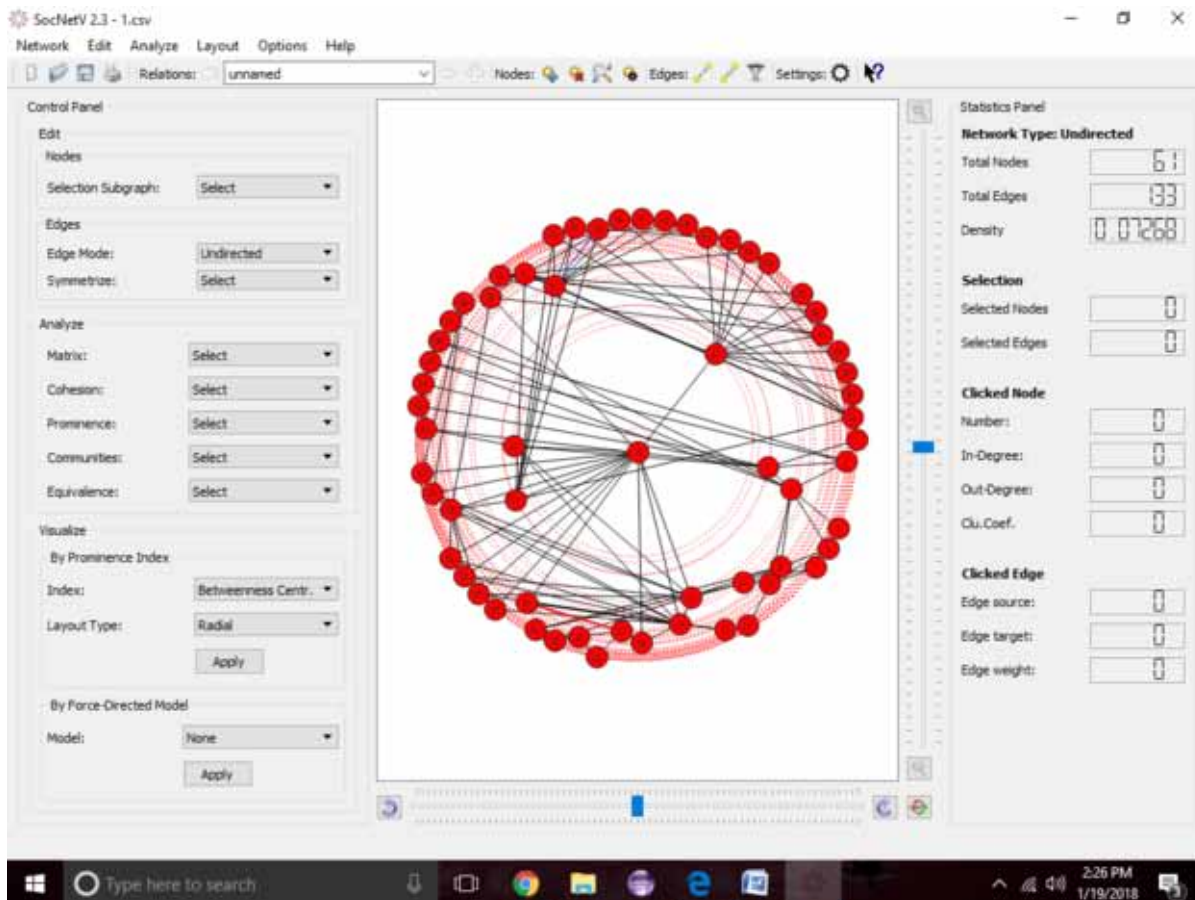 SocNetV 2.3 - 1.csv
Network Edit Analyze Layout Options Help
Relations: unnamed Nodes: Edges: Settings:
Control Panel
Edit
Nodes
Selection Subgraph: Select
Edges
Edge Mode: Undirected
Symmetrize: Select
Analyze
Matrix: Select
Cohesion: Select
Prominence: Select
Communities: Select
Equivalence: Select
Visualize
By Prominence Index
Index: Betweenness Centr.
Layout Type: Radial
Apply
By Force-Directed Model
Model: None
Apply
Statistics Panel
Network Type: Undirected
Total Nodes 61
Total Edges 133
Density 0.07268
Selection
Selected Nodes 0
Selected Edges 0
Clicked Node
Number: 0
In-Degree: 0
Out-Degree: 0
Clu.Coef. 0
Clicked Edge
Edge source: 0
Edge target: 0
Edge weight: 0
Type here to search
2:26 PM
1/19/2018